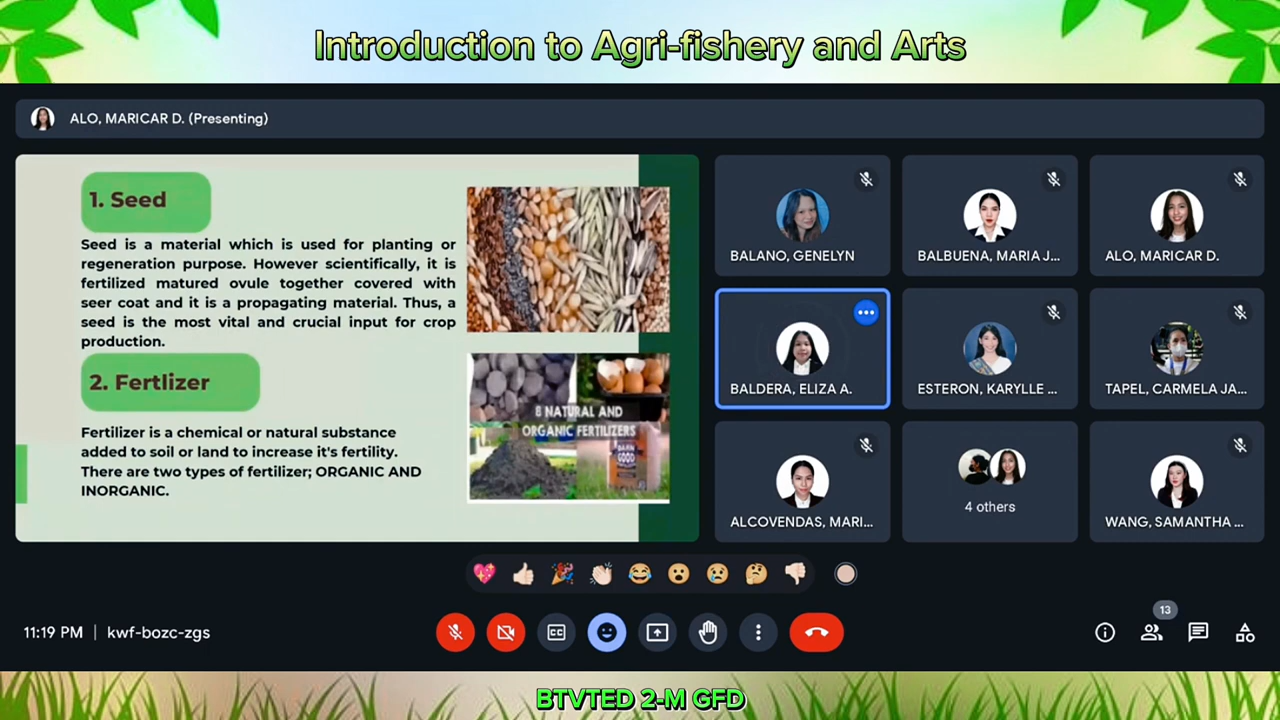 Introduction to Agri-fishery and Arts
ALO, MARICAR D. (Presenting)
1. Seed
Seed is a material which is used for planting or
regeneration purpose. However scientifically, it is
fertilized matured ovule together covered with
seer coat and it is a propagating material. Thus, a
seed is the most vital and crucial input for crop
production.
2. Fertlizer
Fertilizer is a chemical or natural substance
added to soil or land to increase it's fertility.
There are two types of fertilizer; ORGANIC AND
INORGANIC.
8 NATURAL AND
ORGANIC FERTILIZERS
BARN
GOOD
BALANO, GENELYN
BALBUENA, MARIA J...
ALO, MARICAR D.
BALDERA, ELIZA A.
ESTERON, KARYLLE ...
TAPEL, CARMELA JA...
ALCOVENDAS, MARI...
4 others
WANG, SAMANTHA ...
11:19 PM | kwf-bozc-zgs
CC
13
BTVTED 2-M GFD